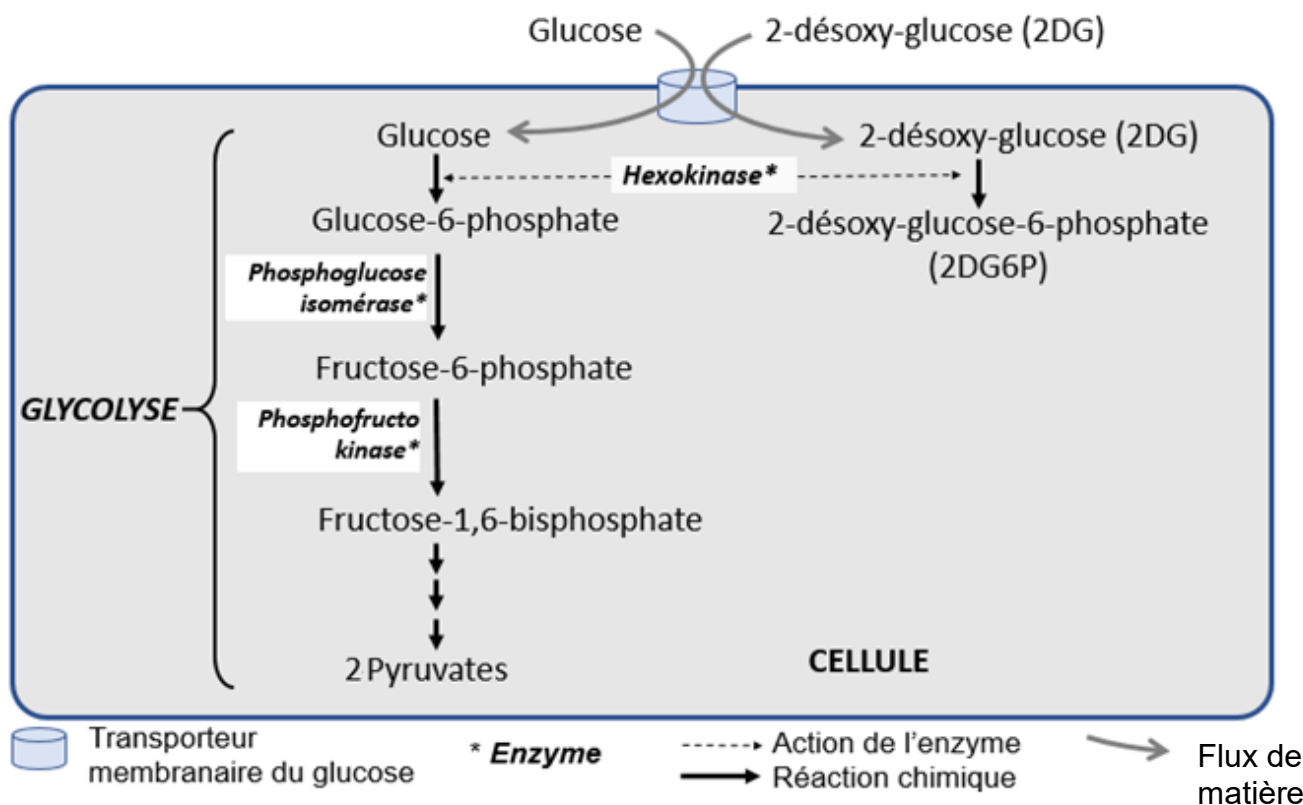 Glucose
2-désoxy-glucose (2DG)
Glucose
2-désoxy-glucose (2DG)
Hexokinase*
Glucose-6-phosphate
2-désoxy-glucose-6-phosphate
(2DG6P)
Phosphoglucose
isomérase*
Fructose-6-phosphate
GLYCOLYSE
Phosphofructo
kinase*
Fructose-1,6-bisphosphate
2 Pyruvates
CELLULE
Transporteur
membranaire du glucose
* Enzyme
Action de l’enzyme
Réaction chimique
Flux de
matière